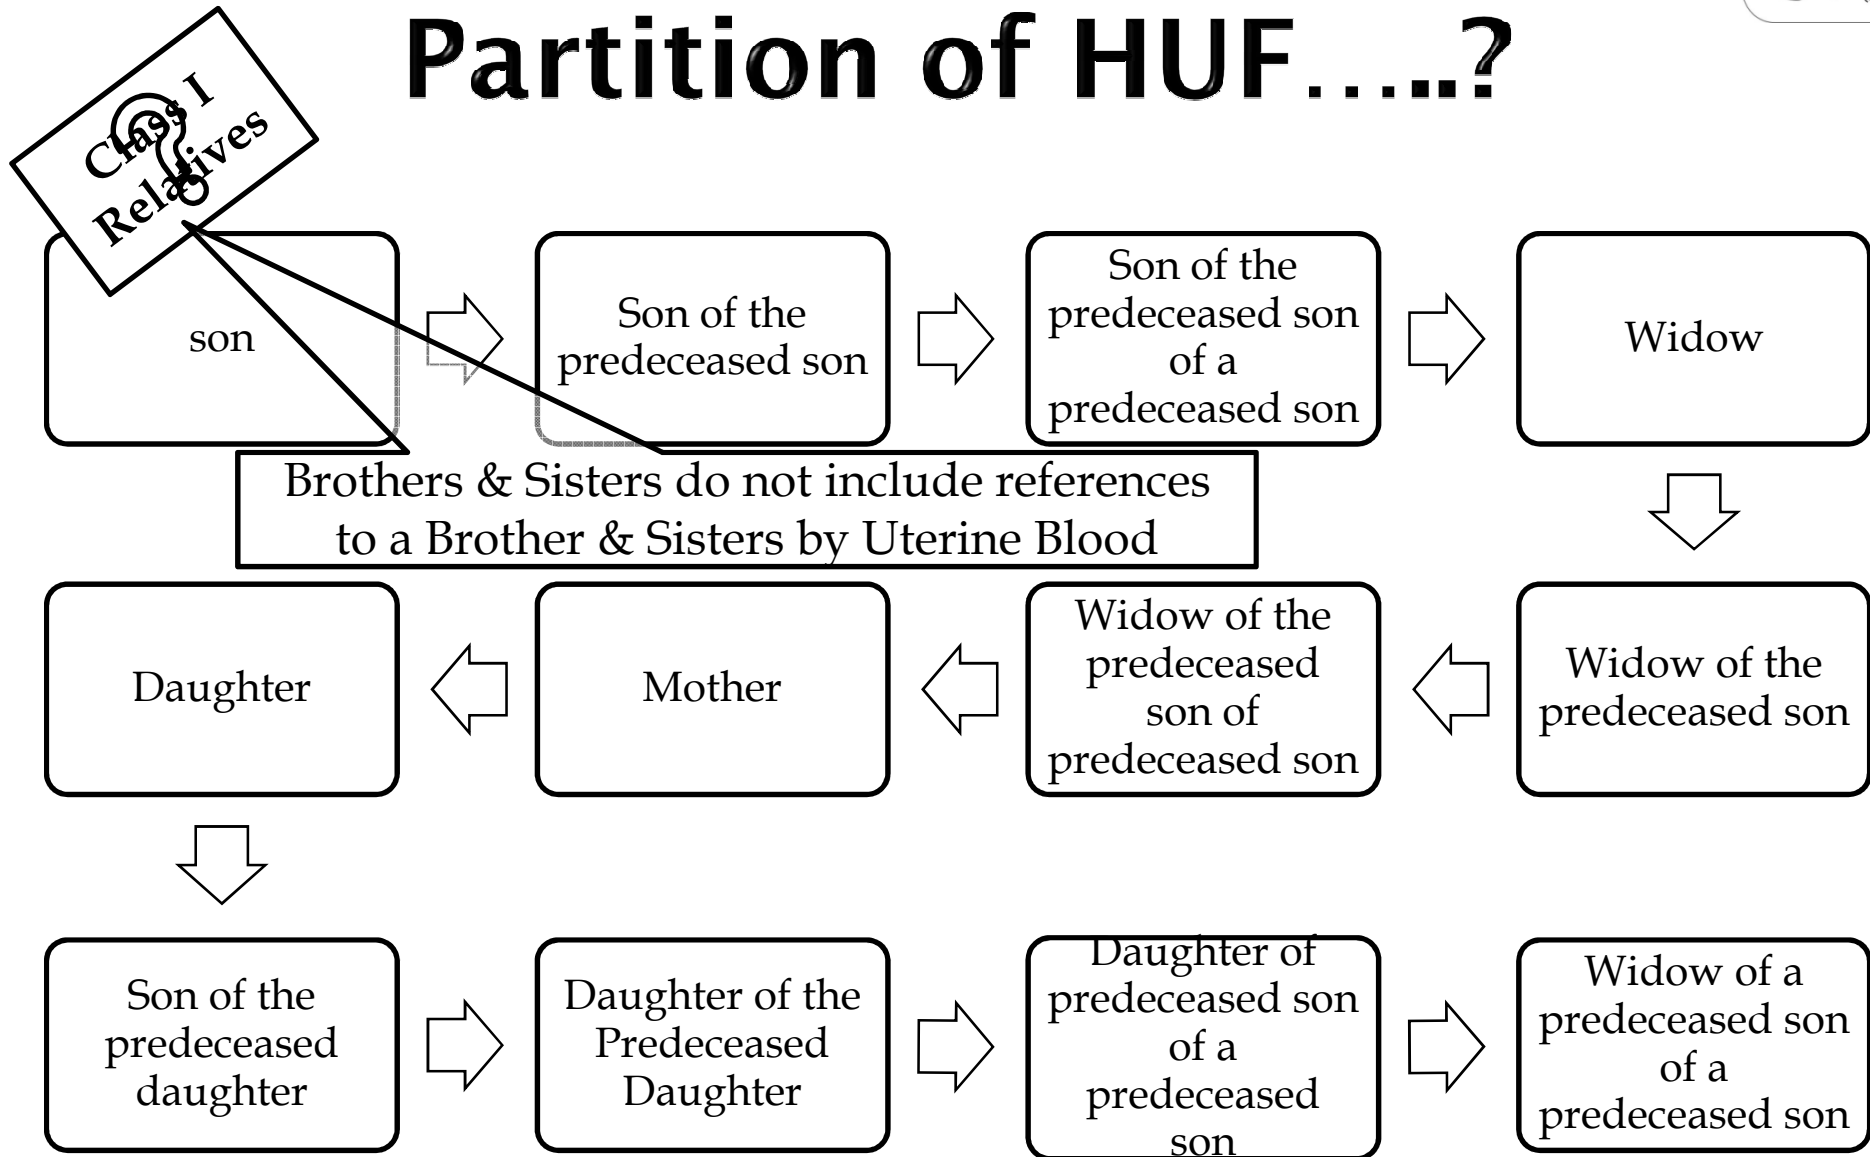 Partition of HUF…..?
Class I
Relatives
son
Son of the
predeceased son
Son of the
predeceased son
of a
predeceased son
Widow
Brothers & Sisters do not include references
to a Brother & Sisters by Uterine Blood
Daughter
Mother
Widow of the
predeceased
son of
predeceased son
Widow of the
predeceased son
Son of the
predeceased
daughter
Daughter of the
Predeceased
Daughter
Daughter of
predeceased son
of a
predeceased
son
Widow of a
predeceased son
of a
predeceased son